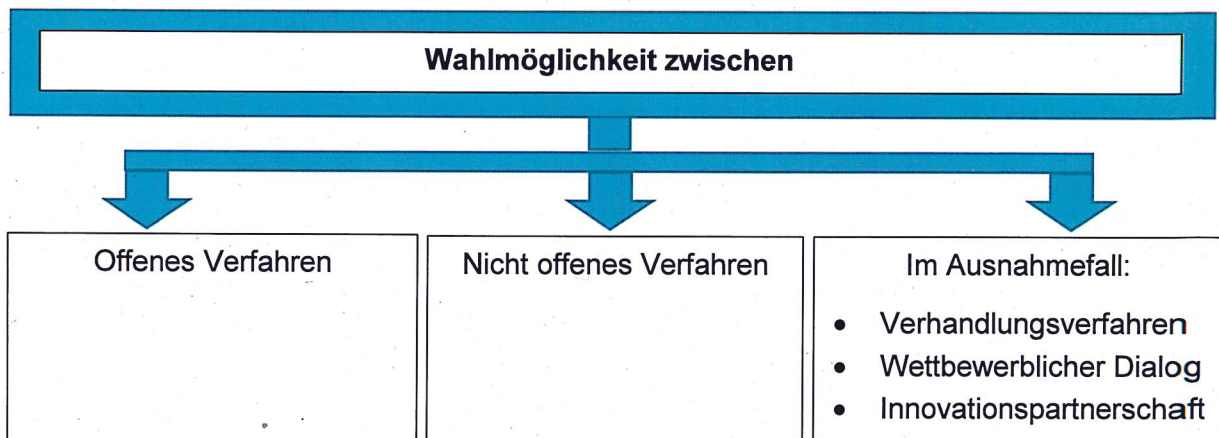 Wahlmöglichkeit zwischen
Offenes Verfahren
Nicht offenes Verfahren
Im Ausnahmefall:
• Verhandlungsverfahren
• Wettbewerblicher Dialog
• Innovationspartnerschaft